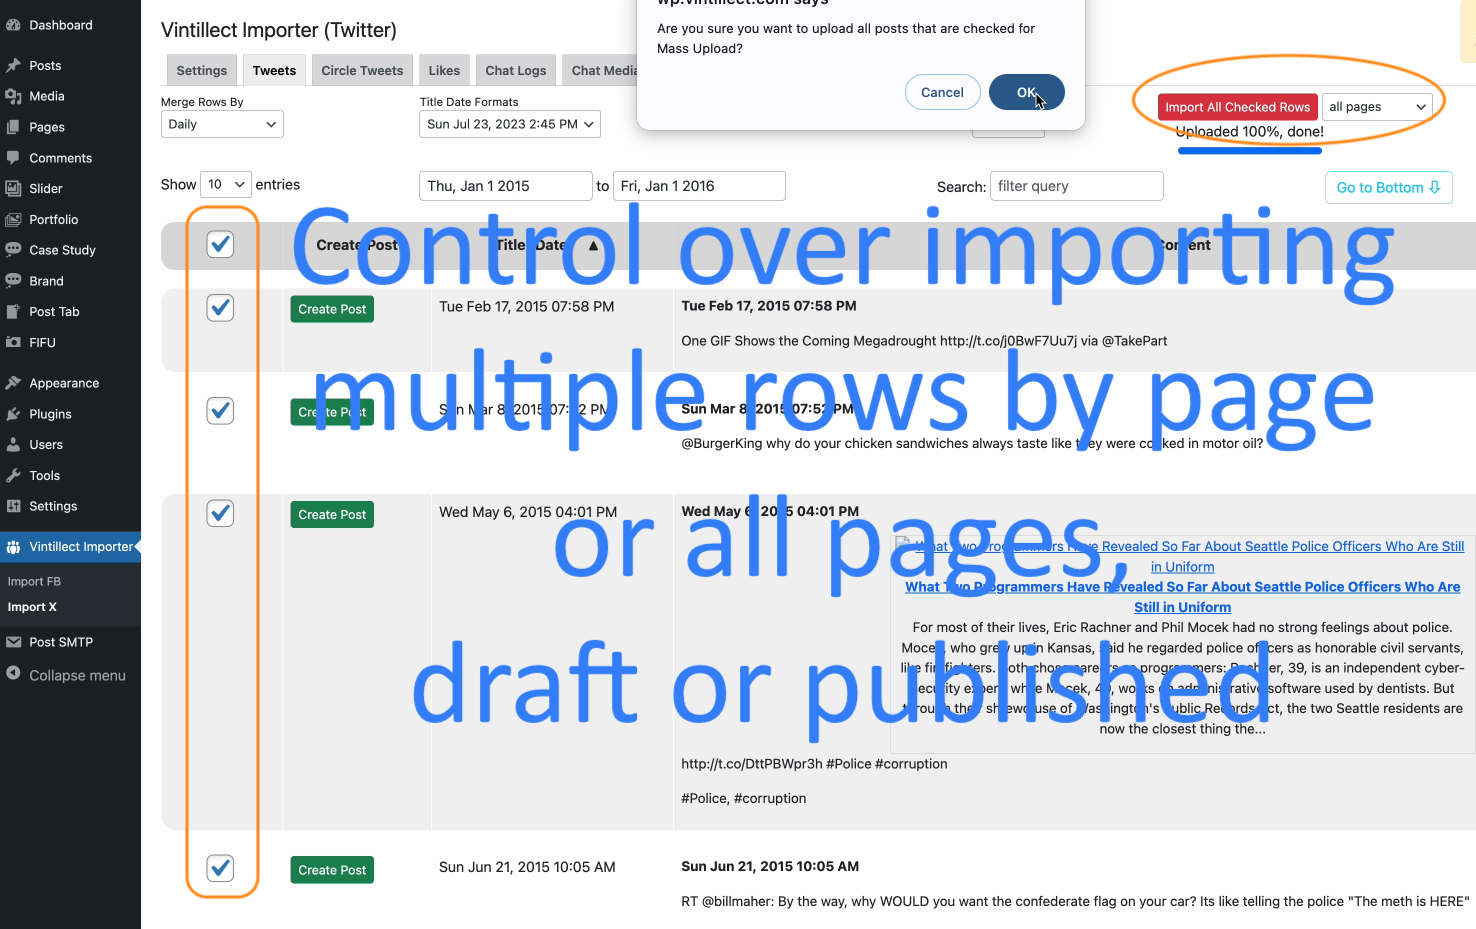 Dashboard
Posts
Media
Pages
Comments
Slider
Portfolio
Case Study
Brand
Post Tab
FIFU
Appearance
Plugins
Users
Tools
Settings
Vintillect Importer
Import FB
Import X
Post SMTP
Collapse menu
Vintillect Importer (Twitter)
wp.vintillect.com says
Are you sure you want to upload all posts that are checked for
Mass Upload?
Cancel
OK
Settings
Tweets
Circle Tweets
Likes
Chat Logs
Chat Media
Merge Rows By
Daily
Title Date Formats
Sun Jul 23, 2023 2:45 PM
Import All Checked Rows
all pages
Uploaded 100%, done!
Show 10 entries
Thu, Jan 1 2015 to Fri, Jan 1 2016
Search: filter query
Go to Bottom
Create Post
Title Date ▲
Content
Control over importing
multiple rows by page
or all pages,
draft or published
Create Post
Tue Feb 17, 2015 07:58 PM
Tue Feb 17, 2015 07:58 PM
One GIF Shows the Coming Megadrought http://t.co/j0BwF7Uu7j via @TakePart
Create Post
Sun Mar 8, 2015 07:52 PM
Sun Mar 8, 2015 07:52 PM
@BurgerKing why do your chicken sandwiches always taste like they were cooked in motor oil?
Create Post
Wed May 6, 2015 04:01 PM
Wed May 6, 2015 04:01 PM
What Two Programmers Have Revealed So Far About Seattle Police Officers Who Are Still
in Uniform
What Two Programmers Have Revealed So Far About Seattle Police Officers Who Are
Still in Uniform
For most of their lives, Eric Rachner and Phil Mocek had no strong feelings about police.
Mocek, who grew up in Kansas, said he regarded police officers as honorable civil servants,
like firefighters. Both chose careers as programmers: Rachner, 39, is an independent cyber-
security expert, while Mocek, 40, works on administrative software used by dentists. But
through their shrewd use of Washington's Public Records Act, the two Seattle residents are
now the closest thing the...
http://t.co/DttPBWpr3h #Police #corruption
#Police, #corruption
Create Post
Sun Jun 21, 2015 10:05 AM
Sun Jun 21, 2015 10:05 AM
RT @billmaher: By the way, why WOULD you want the confederate flag on your car? Its like telling the police "The meth is HERE"